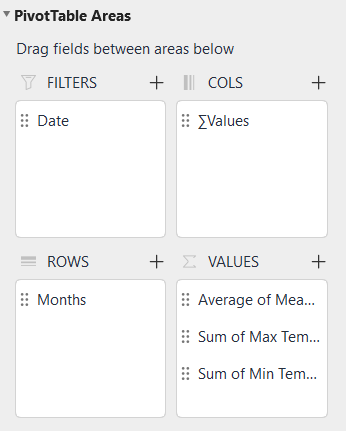 PivotTable Areas
Drag fields between areas below
FILTERS
COLS
Date
∑Values
ROWS
VALUES
Months
Average of Mea...
Sum of Max Tem...
Sum of Min Tem...